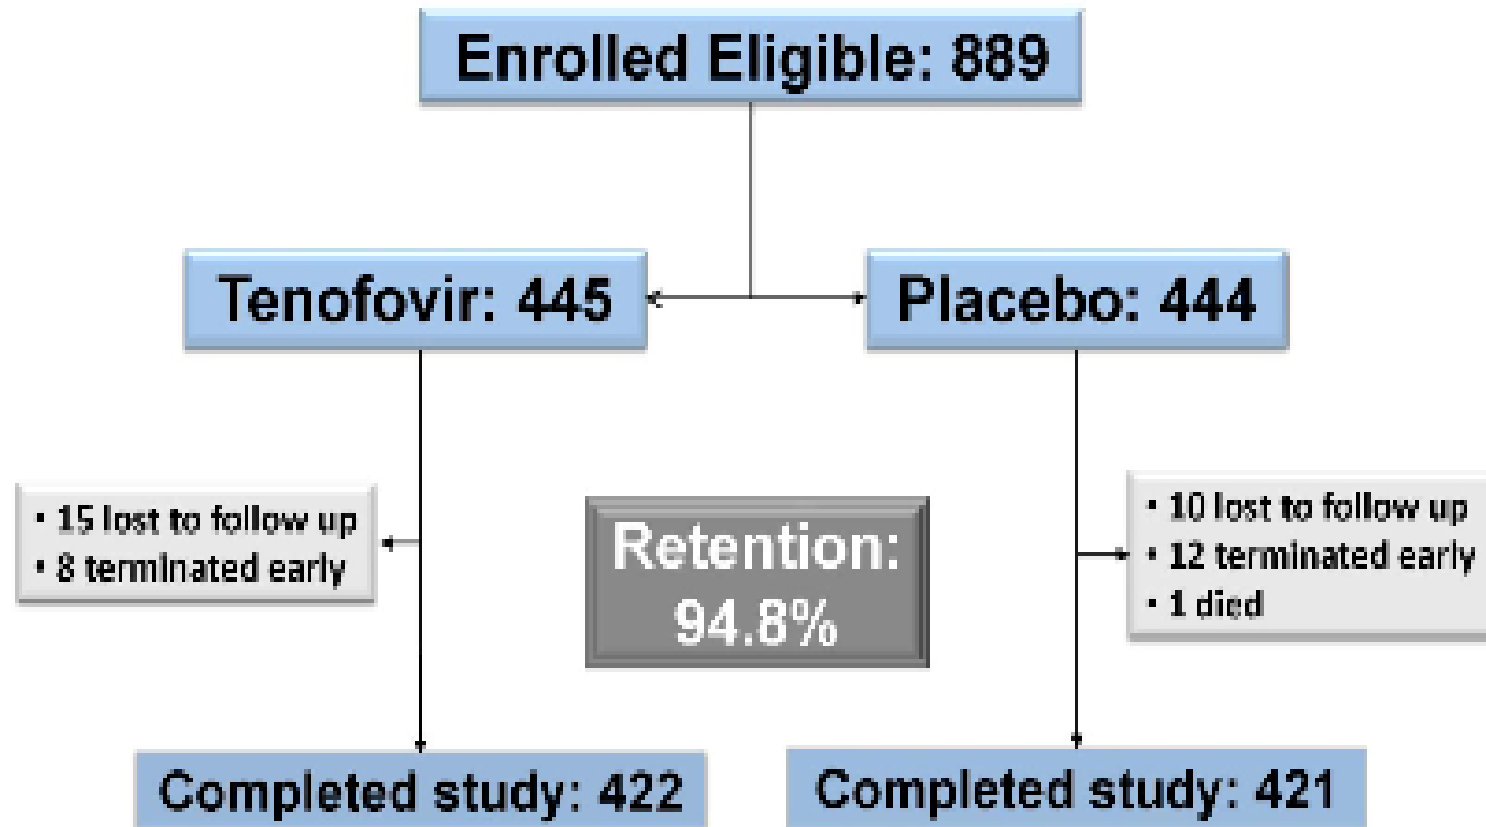 Enrolled Eligible: 889
Tenofovir: 445
Placebo: 444
• 15 lost to follow up
• 8 terminated early
Retention:
94.8%
• 10 lost to follow up
• 12 terminated early
• 1 died
Completed study: 422
Completed study: 421